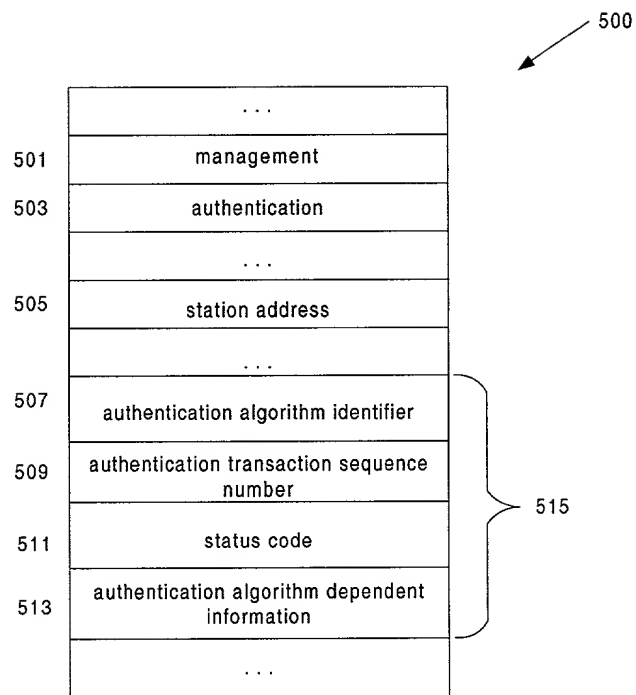 500
...
501 management
503 authentication
...
505 station address
...
507 authentication algorithm identifier
509 authentication transaction sequence
number
515
511 status code
513 authentication algorithm dependent
information
...